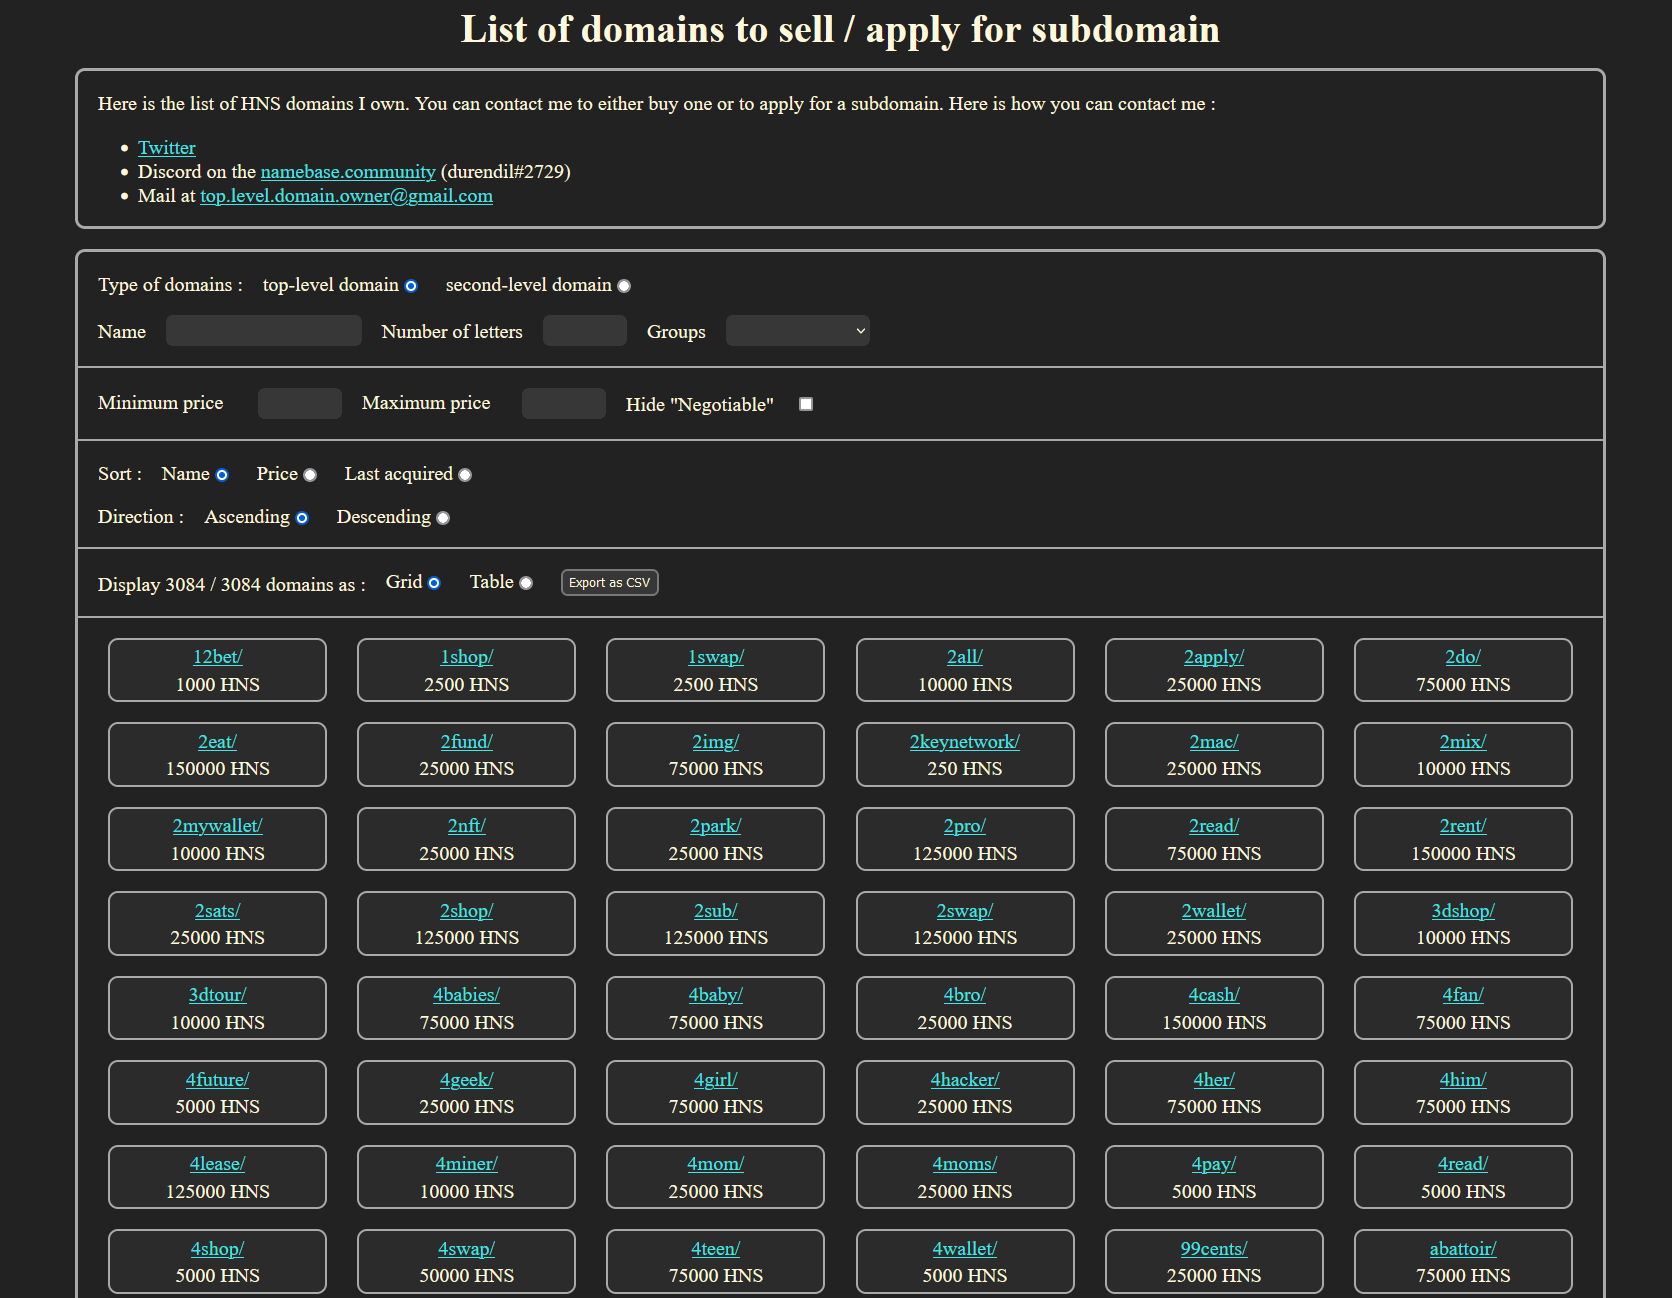 List of domains to sell / apply for subdomain
Here is the list of HNS domains I own. You can contact me to either buy one or to apply for a subdomain. Here is how you can contact me :
Twitter
Discord on the namebase.community (durendil#2729)
Mail at top.level.domain.owner@gmail.com
Type of domains : top-level domain second-level domain
Name Number of letters Groups
Minimum price Maximum price Hide "Negotiable"
Sort : Name Price Last acquired
Direction : Ascending Descending
Display 3084 / 3084 domains as : Grid Table Export as CSV
12bet/ 1shop/ 1swap/ 2all/ 2apply/ 2do/
1000 HNS 2500 HNS 2500 HNS 10000 HNS 25000 HNS 75000 HNS
2eat/ 2fund/ 2img/ 2keynetwork/ 2mac/ 2mix/
150000 HNS 25000 HNS 75000 HNS 250 HNS 25000 HNS 10000 HNS
2mywallet/ 2nft/ 2park/ 2pro/ 2read/ 2rent/
10000 HNS 25000 HNS 25000 HNS 125000 HNS 75000 HNS 150000 HNS
2sats/ 2shop/ 2sub/ 2swap/ 2wallet/ 3dshop/
25000 HNS 125000 HNS 125000 HNS 125000 HNS 25000 HNS 10000 HNS
3dtour/ 4babies/ 4baby/ 4bro/ 4cash/ 4fan/
10000 HNS 75000 HNS 75000 HNS 25000 HNS 150000 HNS 75000 HNS
4future/ 4geek/ 4girl/ 4hacker/ 4her/ 4him/
5000 HNS 25000 HNS 75000 HNS 25000 HNS 75000 HNS 75000 HNS
4lease/ 4miner/ 4mom/ 4moms/ 4pay/ 4read/
125000 HNS 10000 HNS 25000 HNS 25000 HNS 5000 HNS 5000 HNS
4shop/ 4swap/ 4teen/ 4wallet/ 99cents/ abattoir/
5000 HNS 50000 HNS 75000 HNS 5000 HNS 25000 HNS 75000 HNS